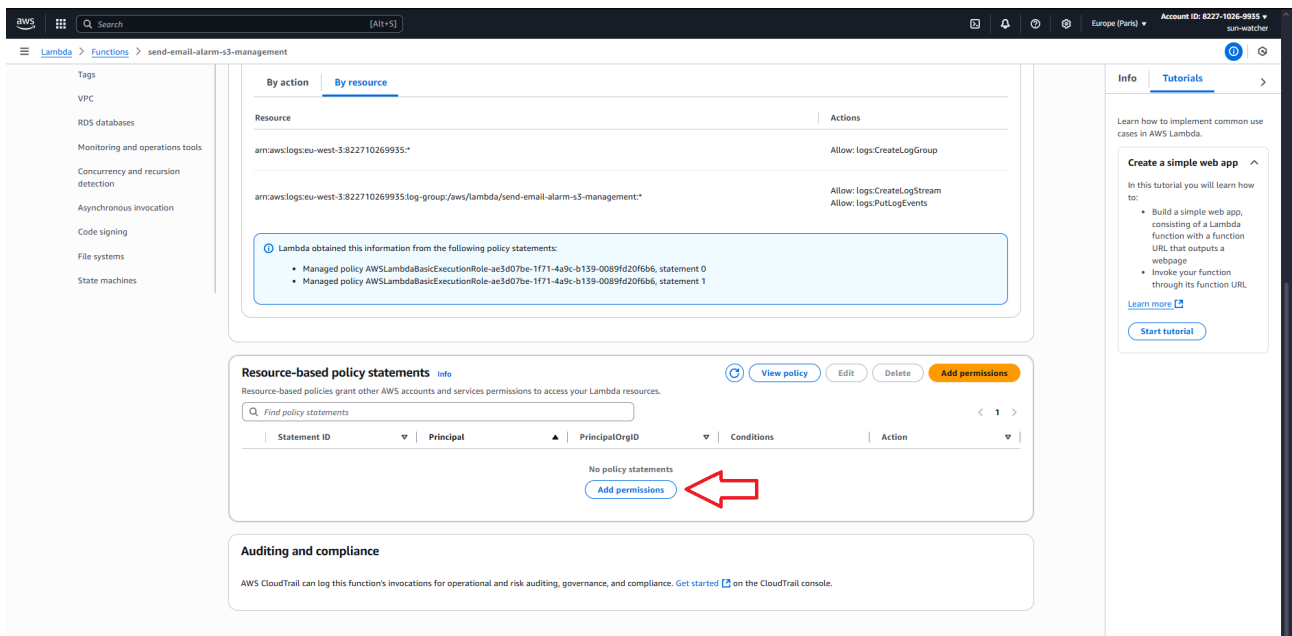 aws
Search
[Alt+S]
Europe (Paris)
Account ID: 8227-1026-9935
sun-watcher
Lambda > Functions > send-email-alarm-s3-management
Tags
VPC
RDS databases
Monitoring and operations tools
Concurrency and recursion
detection
Asynchronous invocation
Code signing
File systems
State machines
By action
By resource
Resource
Actions
arn:aws:logs:eu-west-3:822710269935:*
Allow: logs:CreateLogGroup
arn:aws:logs:eu-west-3:822710269935:log-group:/aws/lambda/send-email-alarm-s3-management:*
Allow: logs:CreateLogStream
Allow: logs:PutLogEvents
Lambda obtained this information from the following policy statements:
• Managed policy AWSLambdaBasicExecutionRole-ae3d07be-1f71-4a9c-b139-0089fd20f6b6, statement 0
• Managed policy AWSLambdaBasicExecutionRole-ae3d07be-1f71-4a9c-b139-0089fd20f6b6, statement 1
Resource-based policy statements Info
View policy
Edit
Delete
Add permissions
Resource-based policies grant other AWS accounts and services permissions to access your Lambda resources.
Find policy statements
1
Statement ID
Principal
PrincipalOrgID
Conditions
Action
No policy statements
Add permissions
Auditing and compliance
AWS CloudTrail can log this function's invocations for operational and risk auditing, governance, and compliance. Get started on the CloudTrail console.
Info
Tutorials
Learn how to implement common use
cases in AWS Lambda.
Create a simple web app
In this tutorial you will learn how
to:
• Build a simple web app,
consisting of a Lambda
function with a function
URL that outputs a
webpage
• Invoke your function
through its function URL
Learn more
Start tutorial